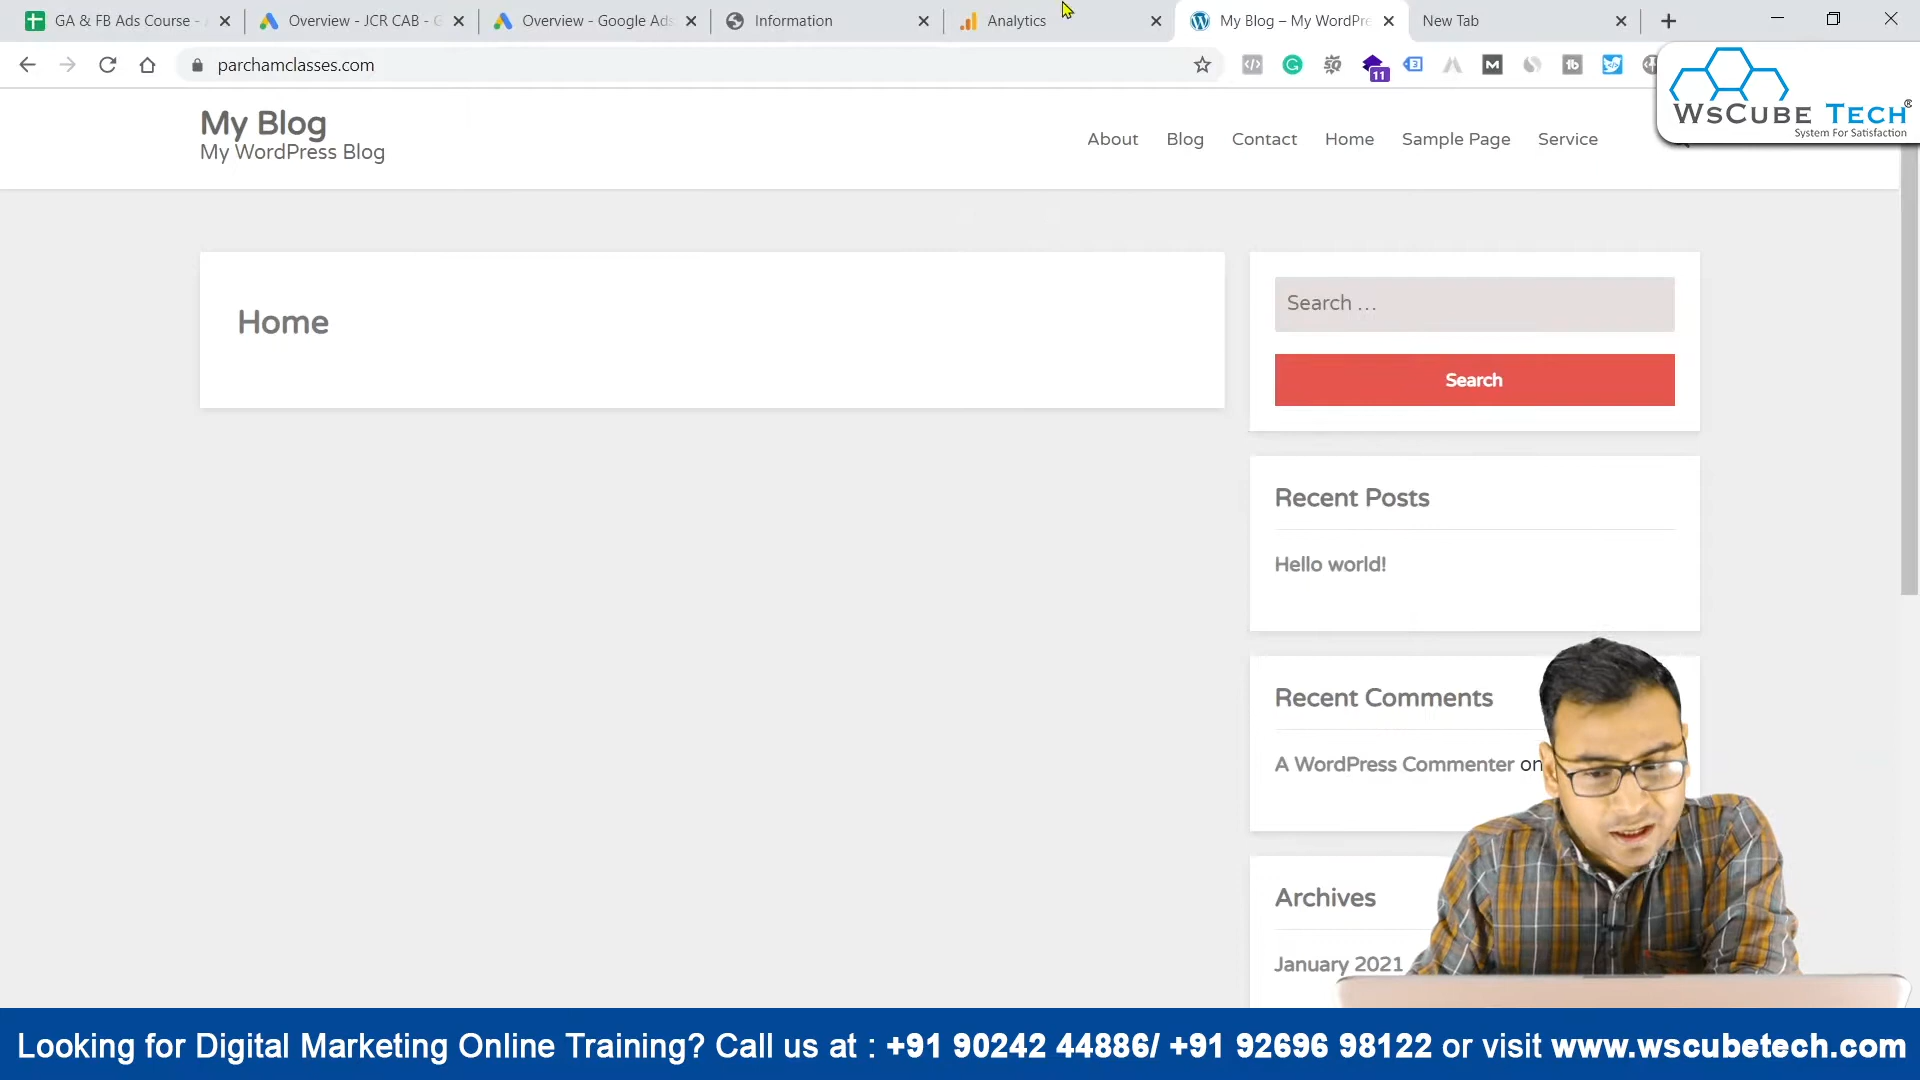 GA & FB Ads Course -
Overview - JCR CAB -
Overview - Google Ads
Information
Analytics
My Blog – My WordPre
New Tab
parchamclasses.com
11
3
WsCube Tech®
System For Satisfaction
My Blog
My WordPress Blog
About
Blog
Contact
Home
Sample Page
Service
Home
Search …
Search
Recent Posts
Hello world!
Recent Comments
A WordPress Commenter on
Archives
January 2021
Looking for Digital Marketing Online Training? Call us at : +91 90242 44886/ +91 92696 98122 or visit www.wscubetech.com